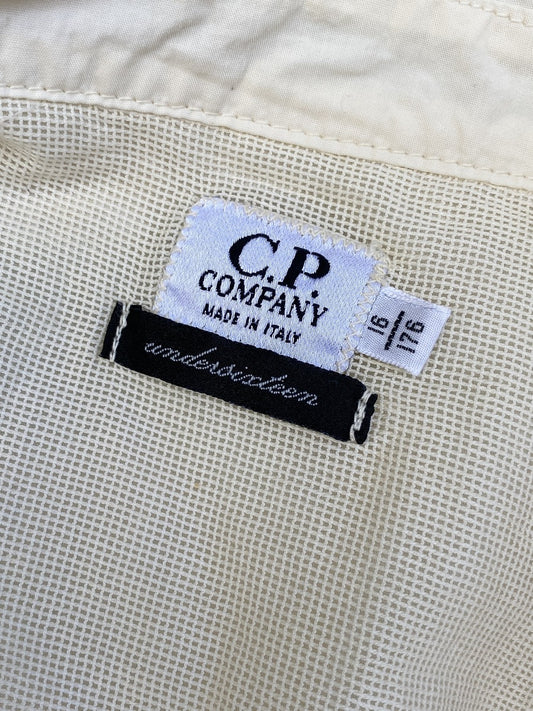 C.P.
COMPANY
MADE IN ITALY
undersixteen
16
176